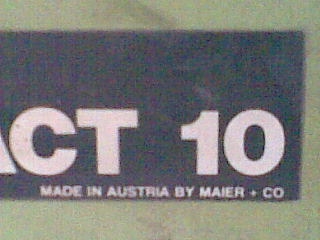 ACT 10
MADE IN AUSTRIA BY MAIER + CO